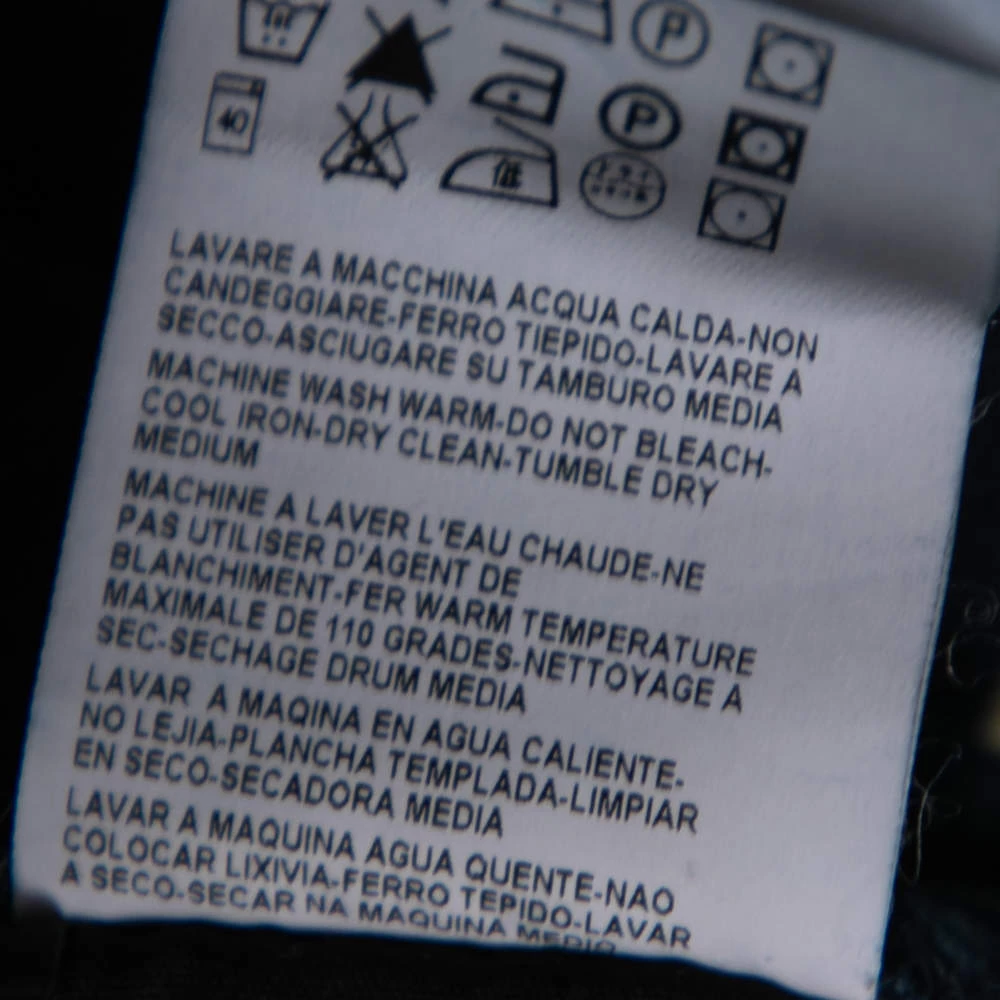 P
P
40
低
LAVARE A MACCHINA ACQUA CALDA-NON
CANDEGGIARE-FERRO TIEPIDO-LAVARE A
SECCO-ASCIUGARE SU TAMBURO MEDIA
MACHINE WASH WARM-DO NOT BLEACH-
COOL IRON-DRY CLEAN-TUMBLE DRY
MEDIUM
MACHINE A LAVER L'EAU CHAUDE-NE
PAS UTILISER D'AGENT DE
BLANCHIMENT-FER WARM TEMPERATURE
MAXIMALE DE 110 GRADES-NETTOYAGE A
SEC-SECHAGE DRUM MEDIA
LAVAR A MAQINA EN AGUA CALIENTE-
NO LEJIA-PLANCHA TEMPLADA-LIMPIAR
EN SECO-SECADORA MEDIA
LAVAR A MAQUINA AGUA QUENTE-NAO
COLOCAR LIXIVIA-FERRO TEPIDO-LAVAR
A SECO-SECAR NA MAQUINA MEDIO